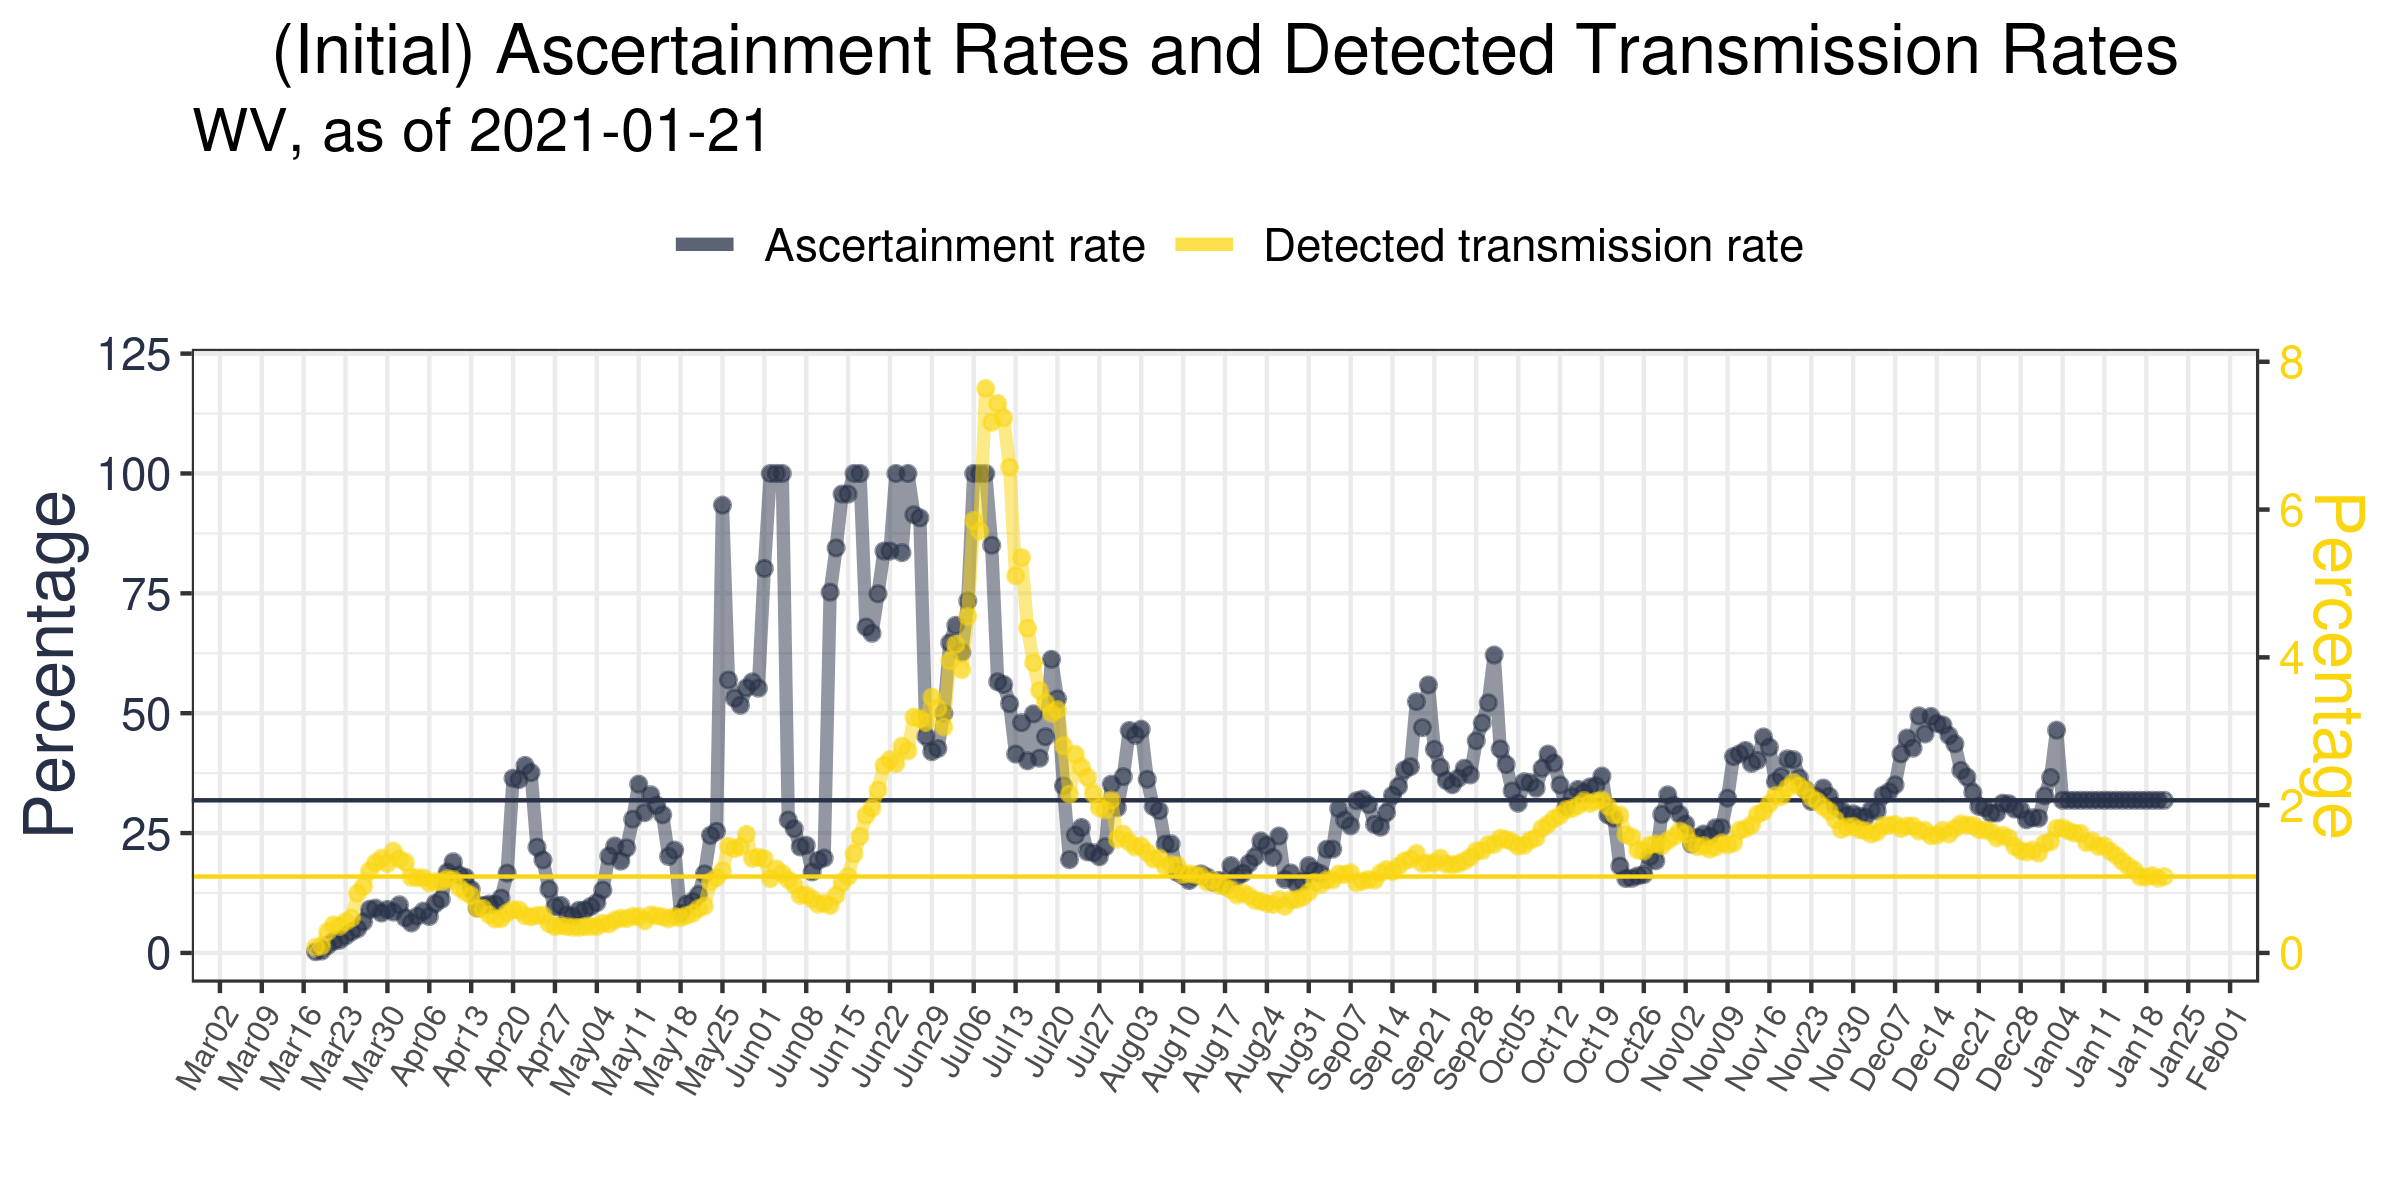 (Initial) Ascertainment Rates and Detected Transmission Rates
WV, as of 2021-01-21
Ascertainment rate
Detected transmission rate
Percentage
125
100
75
50
25
0
8
6
4
2
0
Percentage
Mar02
Mar09
Mar16
Mar23
Mar30
Apr06
Apr13
Apr20
Apr27
May04
May11
May18
May25
Jun01
Jun08
Jun15
Jun22
Jun29
Jul06
Jul13
Jul20
Jul27
Aug03
Aug10
Aug17
Aug24
Aug31
Sep07
Sep14
Sep21
Sep28
Oct05
Oct12
Oct19
Oct26
Nov02
Nov09
Nov16
Nov23
Nov30
Dec07
Dec14
Dec21
Dec28
Jan04
Jan11
Jan18
Jan25
Feb01